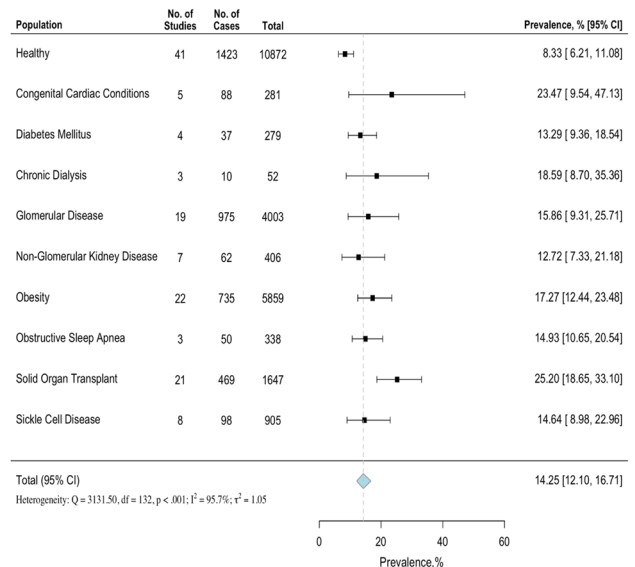 Population No. of Studies No. of Cases Total Prevalence, % [95% CI]
Healthy 41 1423 10872 8.33 [ 6.21, 11.08]
Congenital Cardiac Conditions 5 88 281 23.47 [ 9.54, 47.13]
Diabetes Mellitus 4 37 279 13.29 [ 9.36, 18.54]
Chronic Dialysis 3 10 52 18.59 [ 8.70, 35.36]
Glomerular Disease 19 975 4003 15.86 [ 9.31, 25.71]
Non-Glomerular Kidney Disease 7 62 406 12.72 [ 7.33, 21.18]
Obesity 22 735 5859 17.27 [12.44, 23.48]
Obstructive Sleep Apnea 3 50 338 14.93 [10.65, 20.54]
Solid Organ Transplant 21 469 1647 25.20 [18.65, 33.10]
Sickle Cell Disease 8 98 905 14.64 [ 8.98, 22.96]
Total (95% CI) 14.25 [12.10, 16.71]
Heterogeneity: Q = 3131.50, df = 132, p < .001; I² = 95.7%; τ² = 1.05
0 20 40 60
Prevalence,%